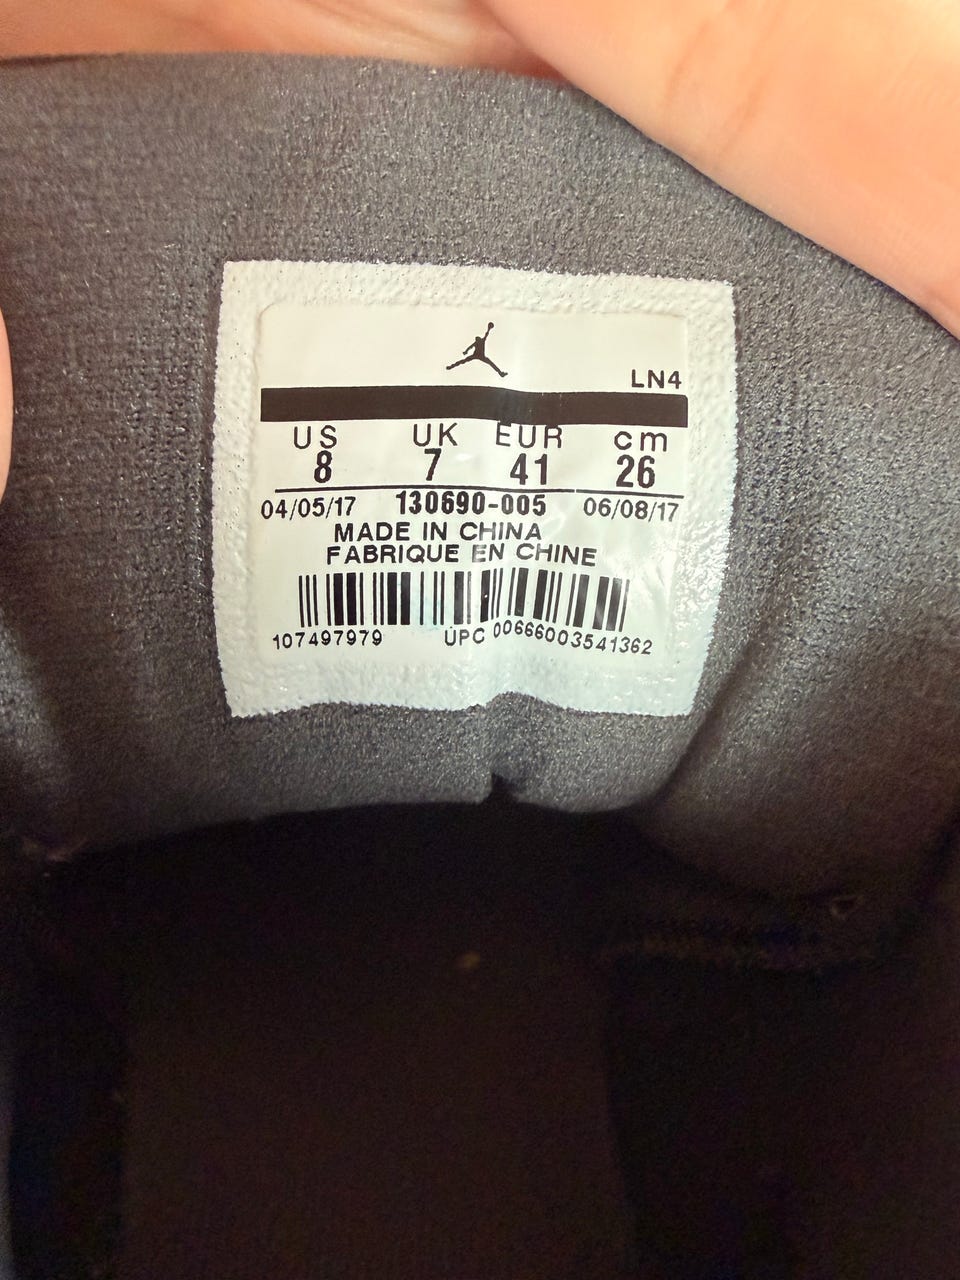 LN4
US UK EUR cm
8 7 41 26
04/05/17 130690-005 06/08/17
MADE IN CHINA
FABRIQUE EN CHINE
107497979 UPC 00666003541362